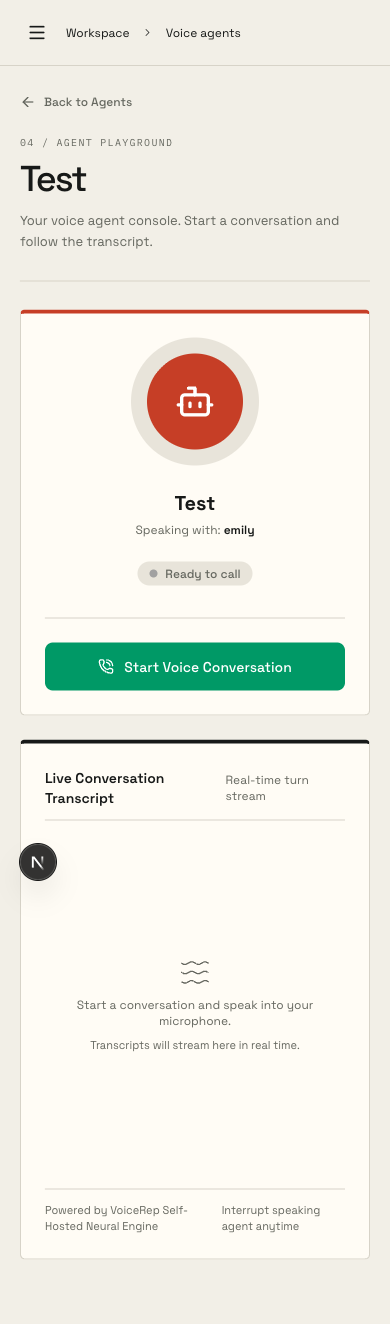 Workspace > Voice agents
Back to Agents
04 / AGENT PLAYGROUND
Test
Your voice agent console. Start a conversation and
follow the transcript.
Test
Speaking with: emily
Ready to call
Start Voice Conversation
Live Conversation
Transcript
Real-time turn
stream
N
Start a conversation and speak into your
microphone.
Transcripts will stream here in real time.
Powered by VoiceRep Self-
Hosted Neural Engine
Interrupt speaking
agent anytime